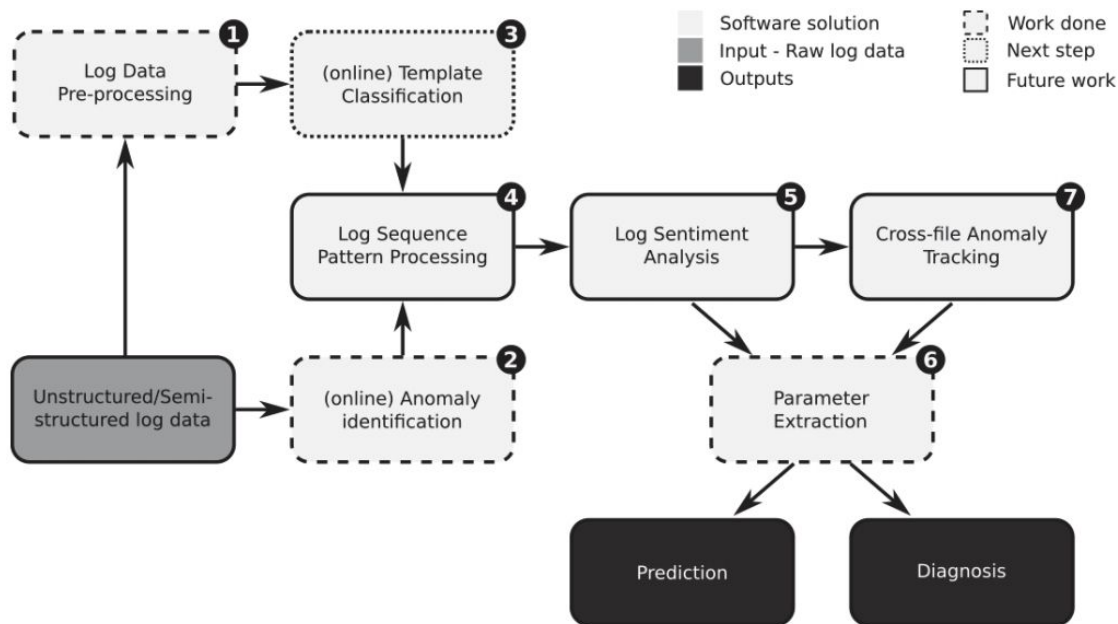 1
Log Data
Pre-processing
3
(online) Template
Classification
Software solution
Input - Raw log data
Outputs
Work done
Next step
Future work
4
Log Sequence
Pattern Processing
5
Log Sentiment
Analysis
7
Cross-file Anomaly
Tracking
Unstructured/Semi-
structured log data
2
(online) Anomaly
identification
6
Parameter
Extraction
Prediction
Diagnosis